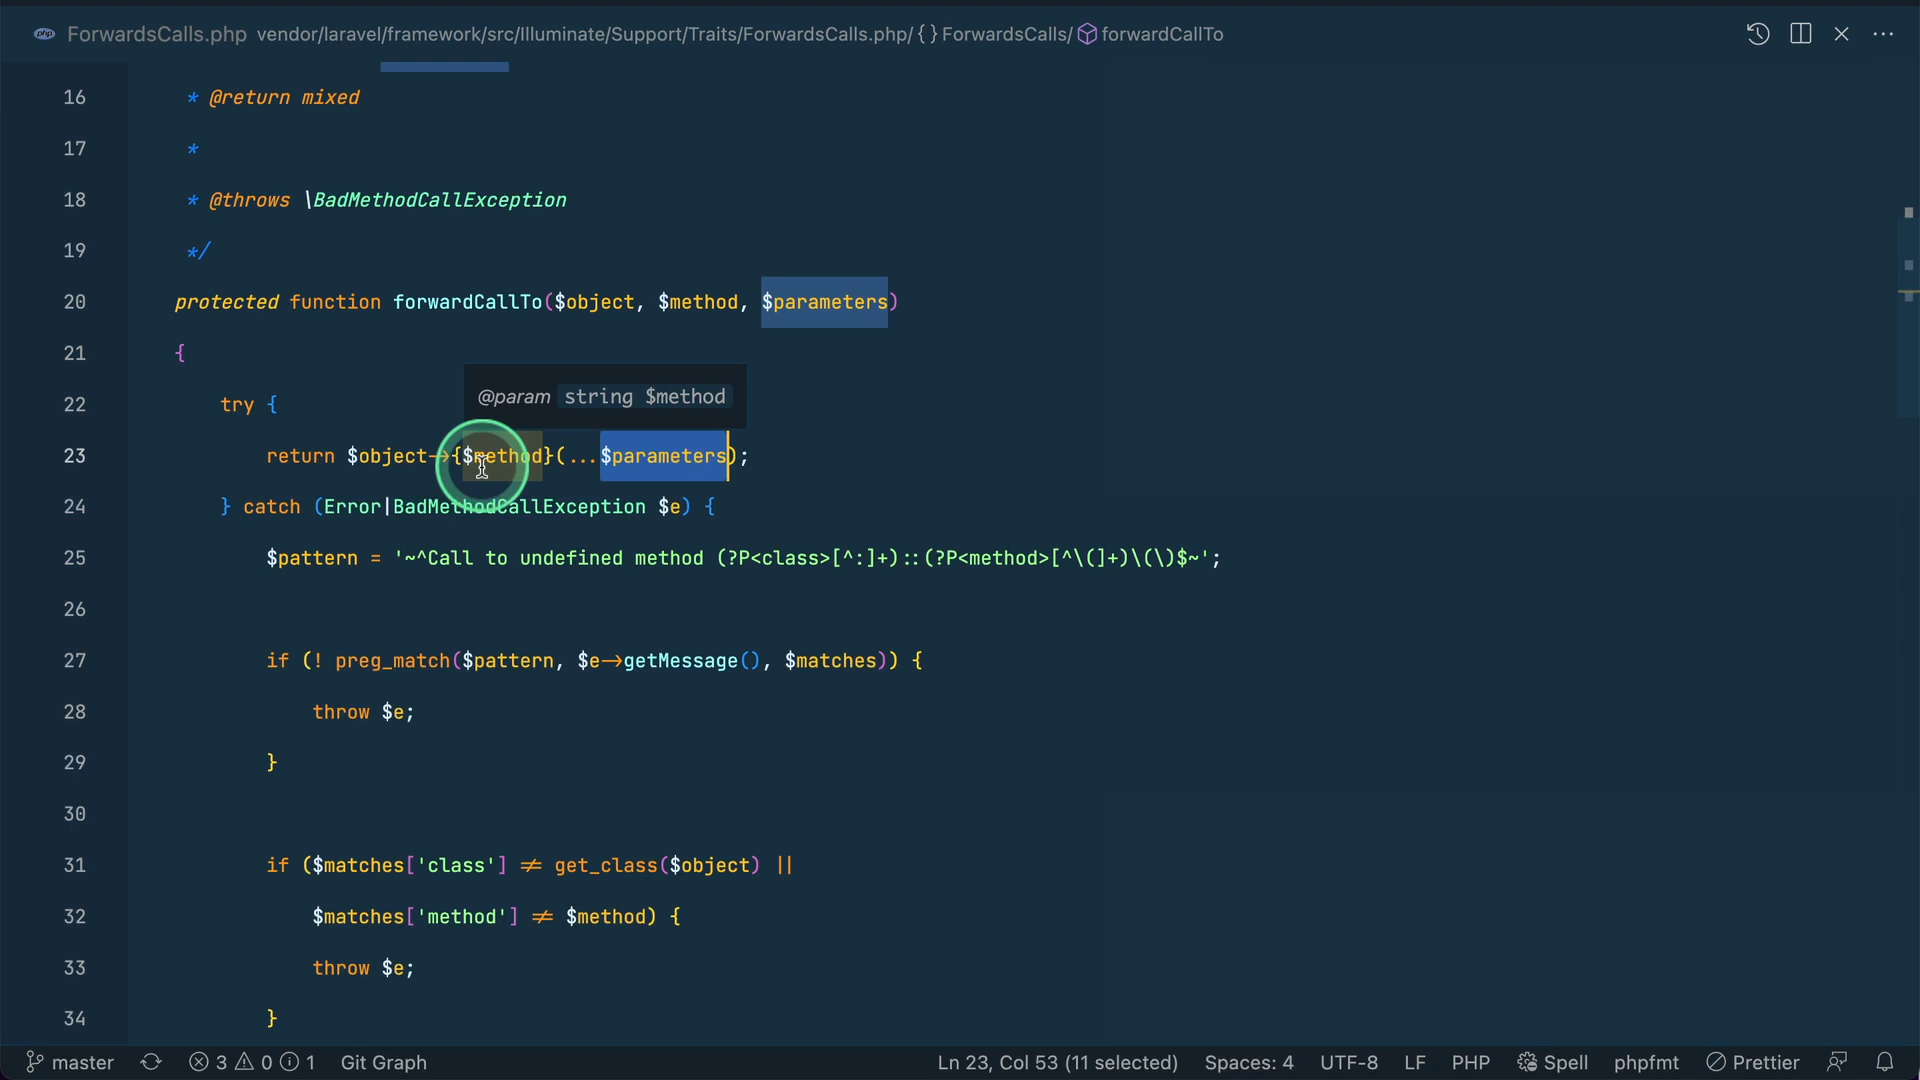 php ForwardsCalls.php vendor/laravel/framework/src/Illuminate/Support/Traits/ForwardsCalls.php/ {} ForwardsCalls/ forwardCallTo
16 * @return mixed
17 *
18 * @throws \BadMethodCallException
19 */
20 protected function forwardCallTo($object, $method, $parameters)
21 {
@param string $method
22 try {
23 return $object->{$method}(...$parameters);
24 } catch (Error|BadMethodCallException $e) {
25 $pattern = '~^Call to undefined method (?P<class>[^:]+)::(?P<method>[^\(]+)\(\)$~';
26
27 if (! preg_match($pattern, $e->getMessage(), $matches)) {
28 throw $e;
29 }
30
31 if ($matches['class'] != get_class($object) ||
32 $matches['method'] != $method) {
33 throw $e;
34 }
master 3 0 1 Git Graph Ln 23, Col 53 (11 selected) Spaces: 4 UTF-8 LF PHP Spell phpfmt Prettier